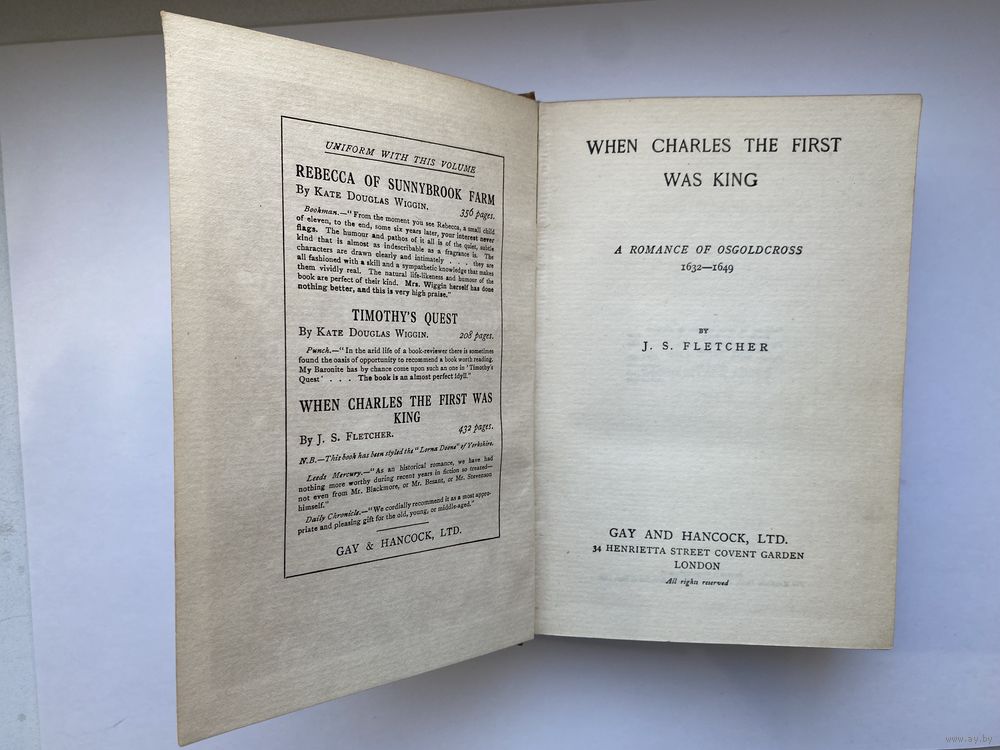 UNIFORM WITH THIS VOLUME
REBECCA OF SUNNYBROOK FARM
By KATE DOUGLAS WIGGIN.
356 pages.
Bookman.—"From the moment you see Rebecca, a small child
of eleven, to the end, some six years later, your interest never
flags. The humour and pathos of it all is of the quiet, subtle
kind that is almost as indescribable as a fragrance is. The
characters are drawn clearly and intimately . . . they are
all fashioned with a skill and a sympathetic knowledge that makes
them vividly real. The natural life-likeness and humour of the
book are perfect of their kind. Mrs. Wiggin herself has done
nothing better, and this is very high praise."
TIMOTHY'S QUEST
By KATE DOUGLAS WIGGIN. 208 pages.
Punch.—"In the arid life of a book-reviewer there is sometimes
found the oasis of opportunity to recommend a book worth reading.
My Baronite has by chance come upon such an one in 'Timothy's
Quest' . . . The book is an almost perfect idyll."
WHEN CHARLES THE FIRST WAS
KING
By J. S. FLETCHER. 432 pages.
N.B.—This book has been styled the "Lorna Doone" of Yorkshire.
Leeds Mercury.—"As an historical romance, we have had
nothing more worthy during recent years in fiction so treated—
not even from Mr. Blackmore, or Mr. Besant, or Mr. Stevenson
himself."
Daily Chronicle.—"We cordially recommend it as a most appro-
priate and pleasing gift for the old, young, or middle-aged."
GAY & HANCOCK, LTD.
WHEN CHARLES THE FIRST
WAS KING
A ROMANCE OF OSGOLDCROSS
1632—1649
BY
J. S. FLETCHER
GAY AND HANCOCK, LTD.
34 HENRIETTA STREET COVENT GARDEN
LONDON
All rights reserved
www.ay.by